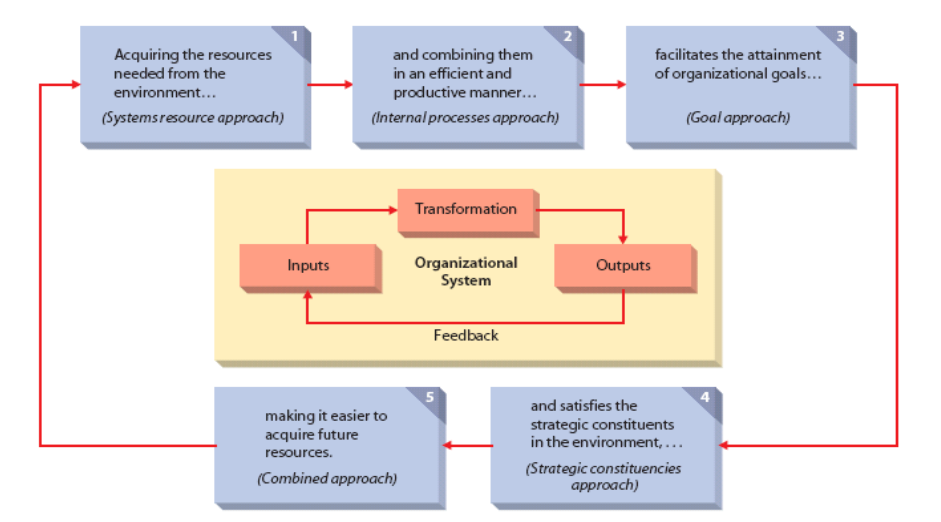 1
Acquiring the resources
needed from the
environment…
(Systems resource approach)
2
and combining them
in an efficient and
productive manner…
(Internal processes approach)
3
facilitates the attainment
of organizational goals…
(Goal approach)
Transformation
Inputs
Organizational
System
Outputs
Feedback
5
making it easier to
acquire future
resources.
(Combined approach)
4
and satisfies the
strategic constituents
in the environment, . . .
(Strategic constituencies
approach)